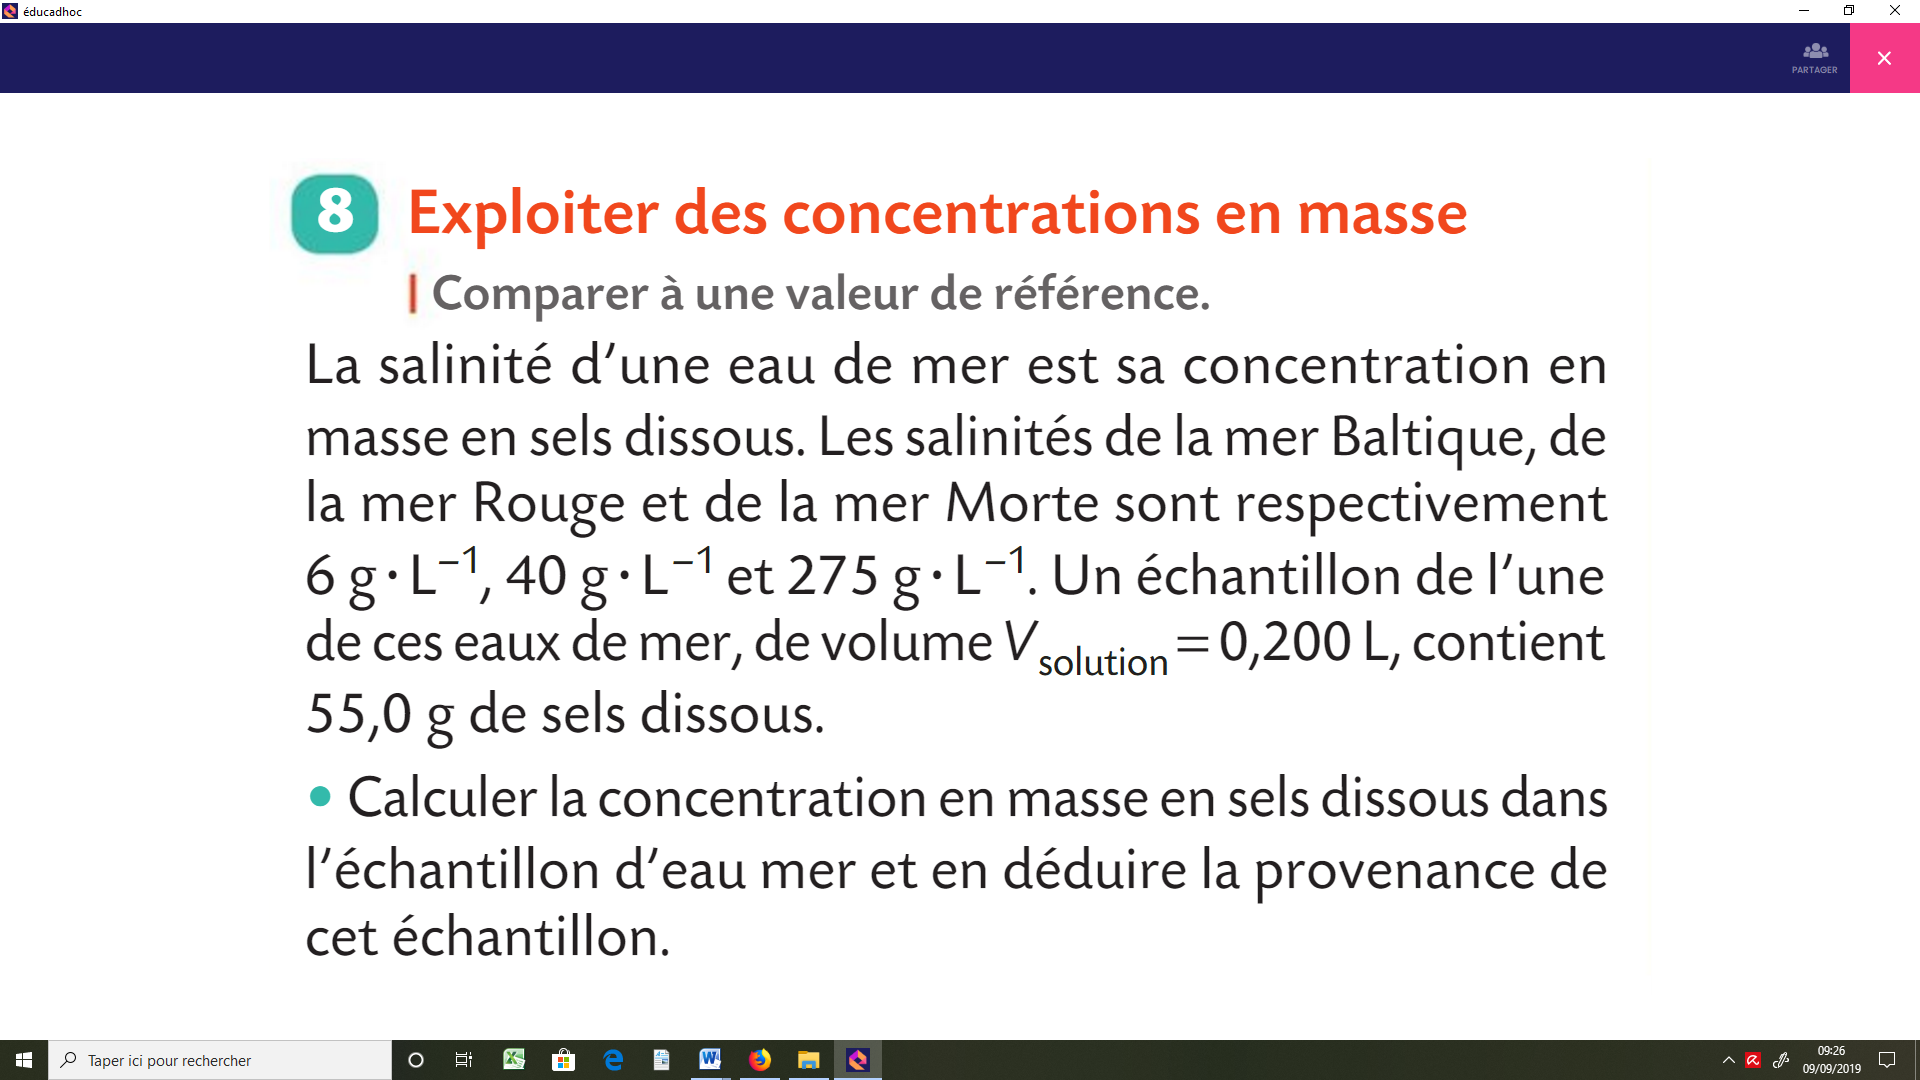 éducadhoc
PARTAGER
8 Exploiter des concentrations en masse
Comparer à une valeur de référence.
La salinité d’une eau de mer est sa concentration en
masse en sels dissous. Les salinités de la mer Baltique, de
la mer Rouge et de la mer Morte sont respectivement
6 g · L⁻¹, 40 g · L⁻¹ et 275 g · L⁻¹. Un échantillon de l’une
de ces eaux de mer, de volume V solution = 0,200 L, contient
55,0 g de sels dissous.
• Calculer la concentration en masse en sels dissous dans
l’échantillon d’eau mer et en déduire la provenance de
cet échantillon.
Taper ici pour rechercher
09:26
09/09/2019